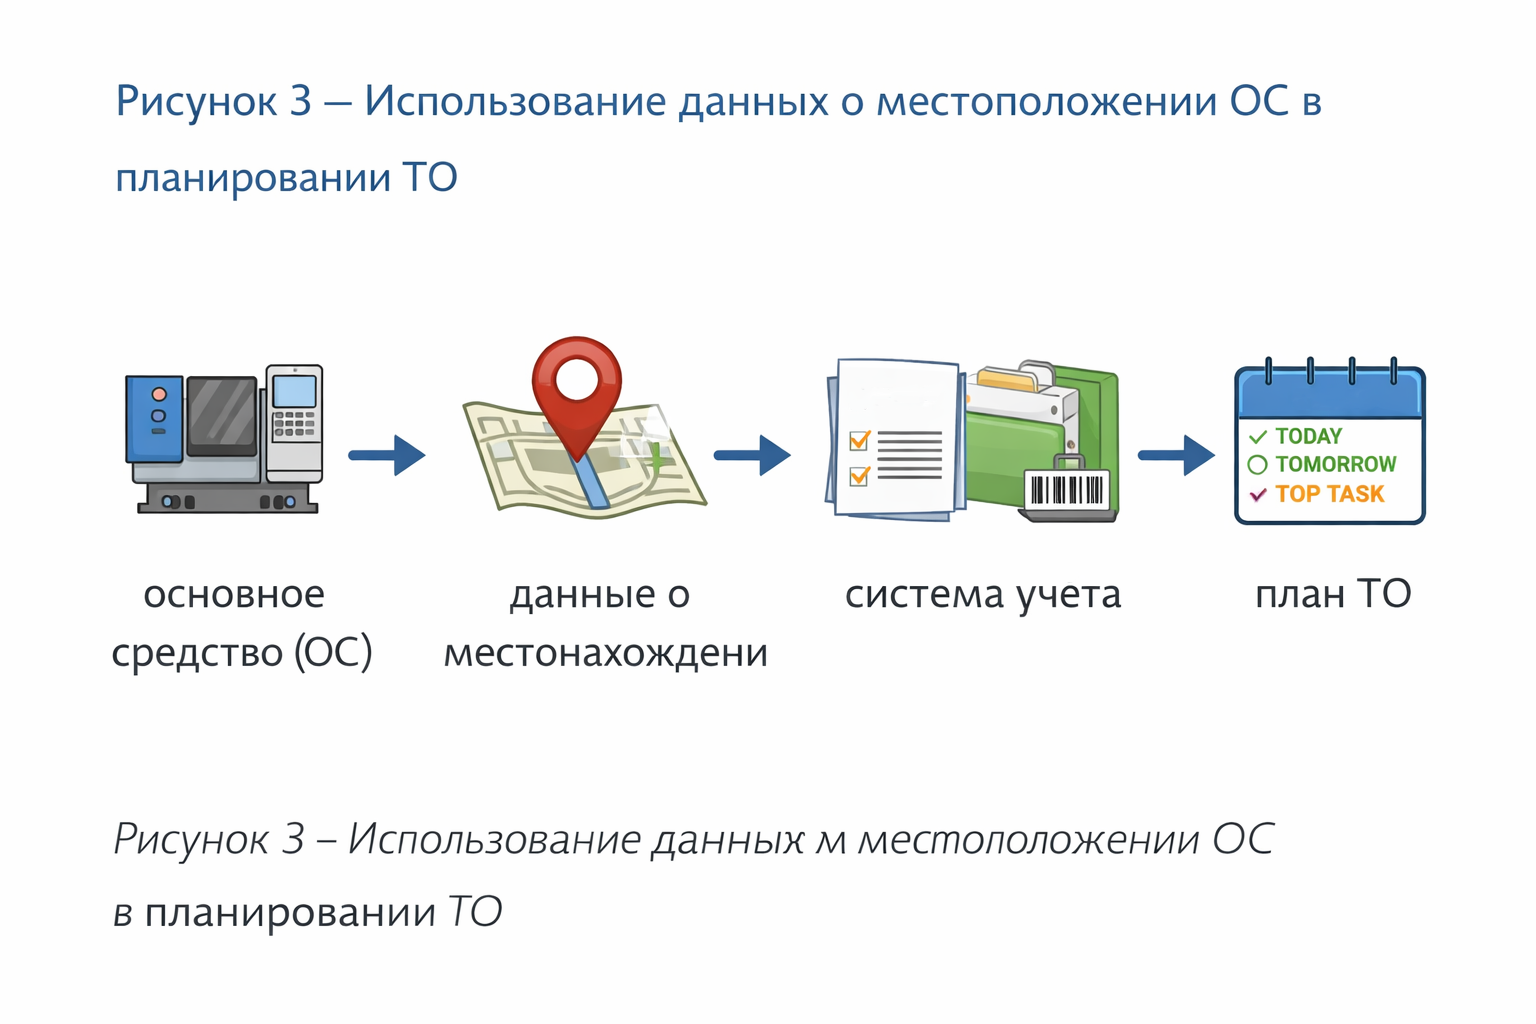 Рисунок 3 — Использование данных о местоположении ОС в
планировании ТО
TODAY
TOMORROW
TOP TASK
основное
средство (ОС)
данные о
местонахождени
система учета
план ТО
Рисунок 3 – Использование данных м местоположении ОС
в планировании ТО